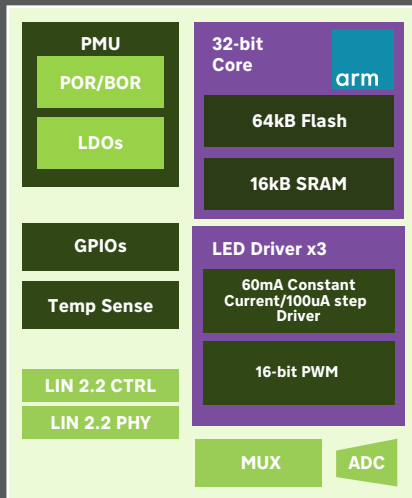 PMU
POR/BOR
LDOs
32-bit
Core
arm
64kB Flash
16kB SRAM
GPIOs
Temp Sense
LIN 2.2 CTRL
LIN 2.2 PHY
LED Driver x3
60mA Constant
Current/100uA step
Driver
16-bit PWM
MUX
ADC